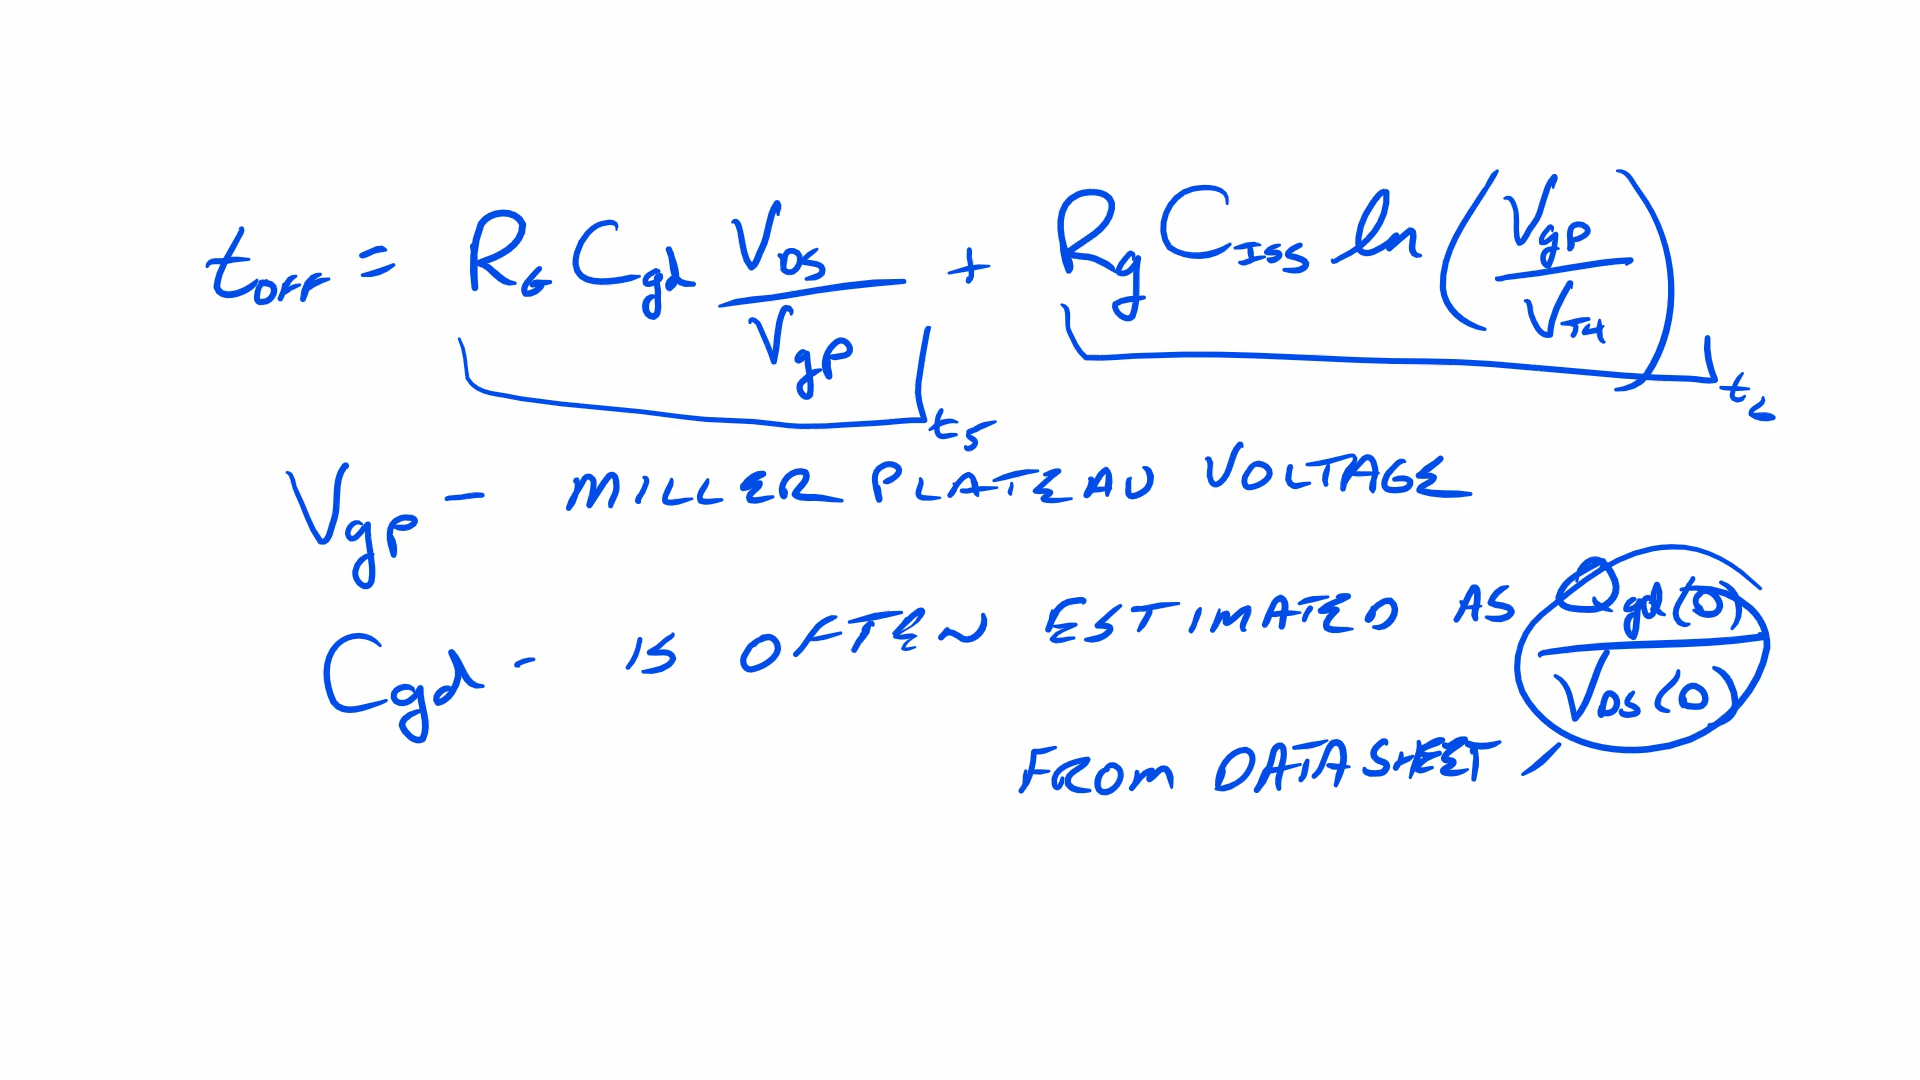 t_OFF = R_G C_gd V_DS / V_gp + R_g C_ISS ln ( V_gp / V_TH )
t_5 t_6
V_gp - MILLER PLATEAU VOLTAGE
C_gd - IS OFTEN ESTIMATED AS Q_gd(0) / V_DS(0)
FROM DATASHEET